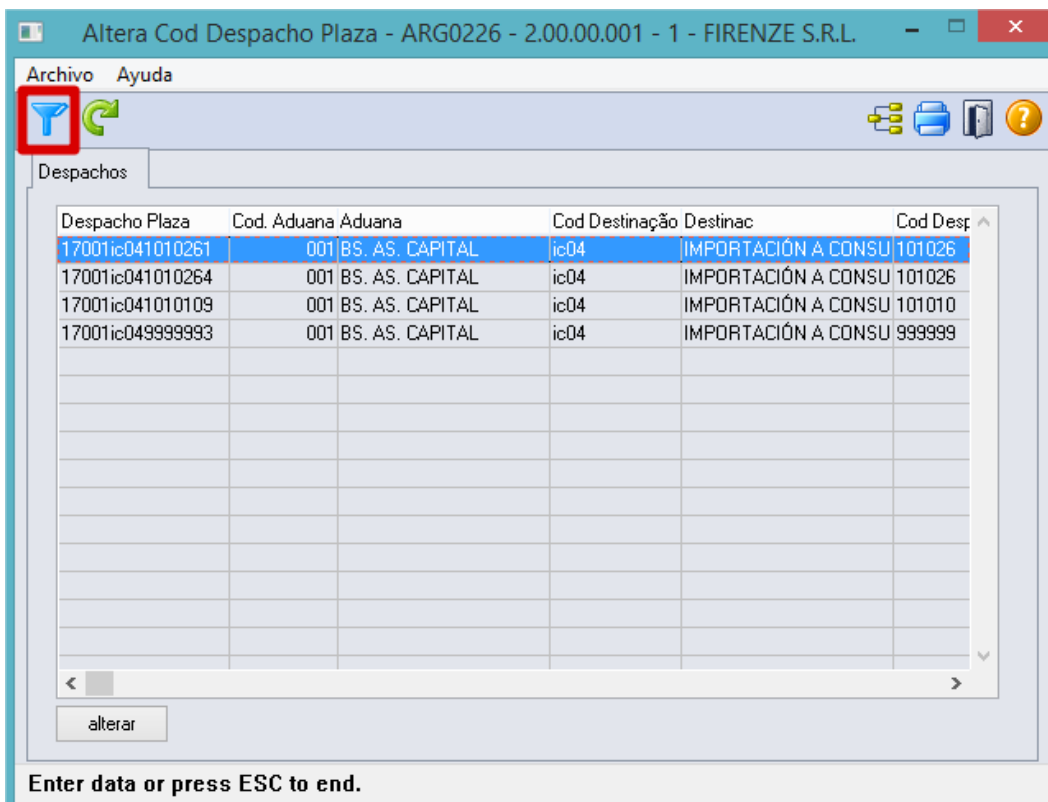 Altera Cod Despacho Plaza - ARG0226 - 2.00.00.001 - 1 - FIRENZE S.R.L.
Archivo Ayuda
Despachos
Despacho Plaza Cod. Aduana Aduana Cod Destinação Destinac Cod Desp
17001ic041010261 001 BS. AS. CAPITAL ic04 IMPORTACIÓN A CONSU 101026
17001ic041010264 001 BS. AS. CAPITAL ic04 IMPORTACIÓN A CONSU 101026
17001ic041010109 001 BS. AS. CAPITAL ic04 IMPORTACIÓN A CONSU 101010
17001ic049999993 001 BS. AS. CAPITAL ic04 IMPORTACIÓN A CONSU 999999
alterar
Enter data or press ESC to end.